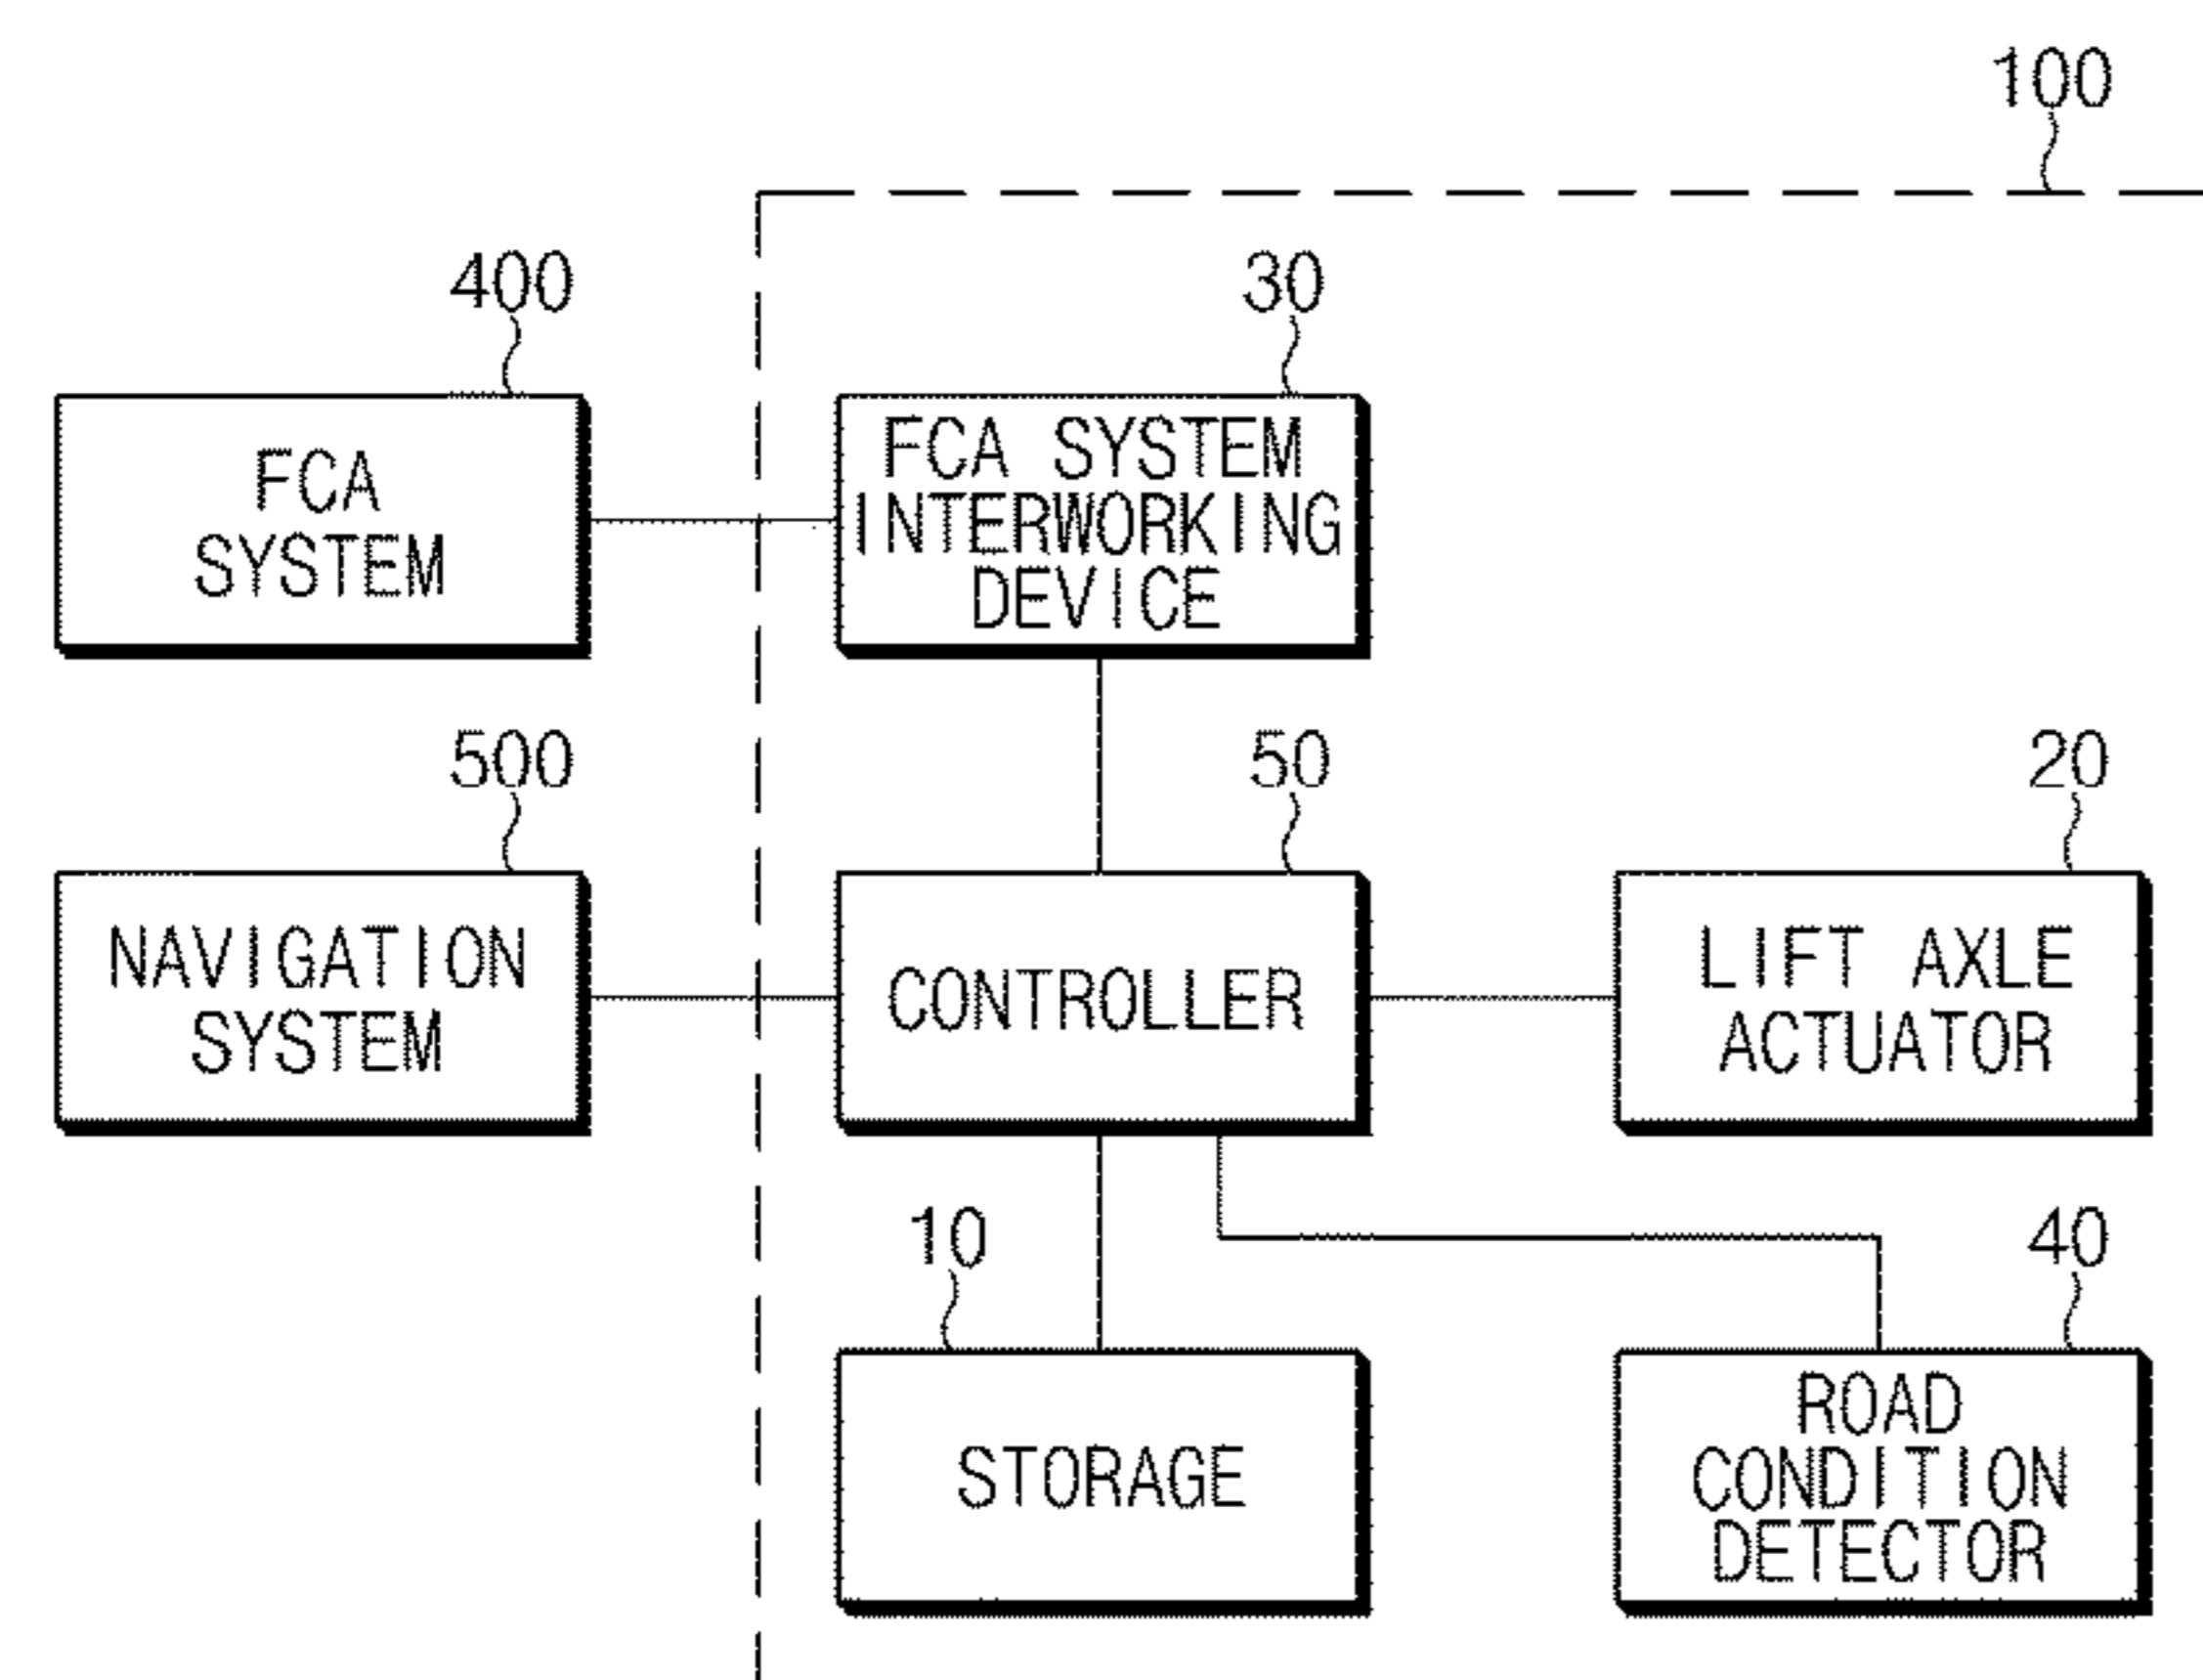 100
400
30
FCA
SYSTEM
FCA SYSTEM
INTERWORKING
DEVICE
500
50
20
NAVIGATION
SYSTEM
CONTROLLER
LIFT AXLE
ACTUATOR
10
40
STORAGE
ROAD
CONDITION
DETECTOR